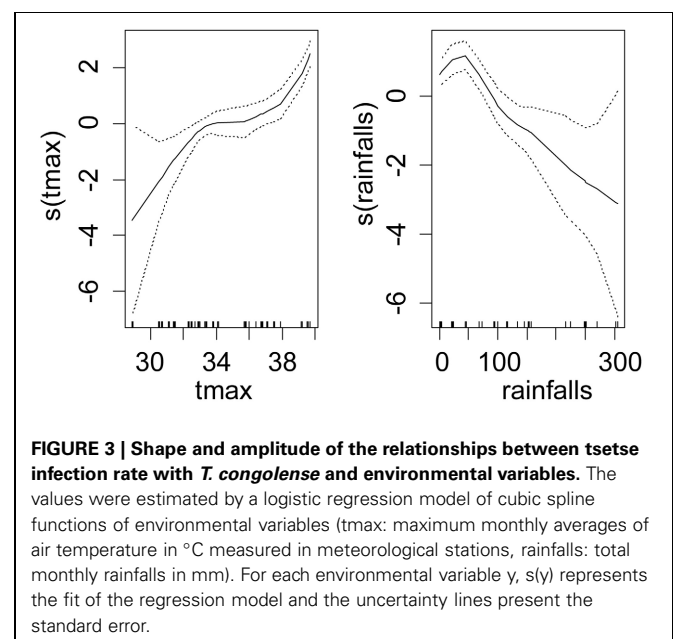 2
0
-2
-4
-6
s(tmax)
30 34 38
tmax
0
-2
-4
-6
s(rainfalls)
0 100 300
rainfalls
FIGURE 3 | Shape and amplitude of the relationships between tsetse
infection rate with T. congolense and environmental variables. The
values were estimated by a logistic regression model of cubic spline
functions of environmental variables (tmax: maximum monthly averages of
air temperature in °C measured in meteorological stations, rainfalls: total
monthly rainfalls in mm). For each environmental variable y, s(y) represents
the fit of the regression model and the uncertainty lines present the
standard error.